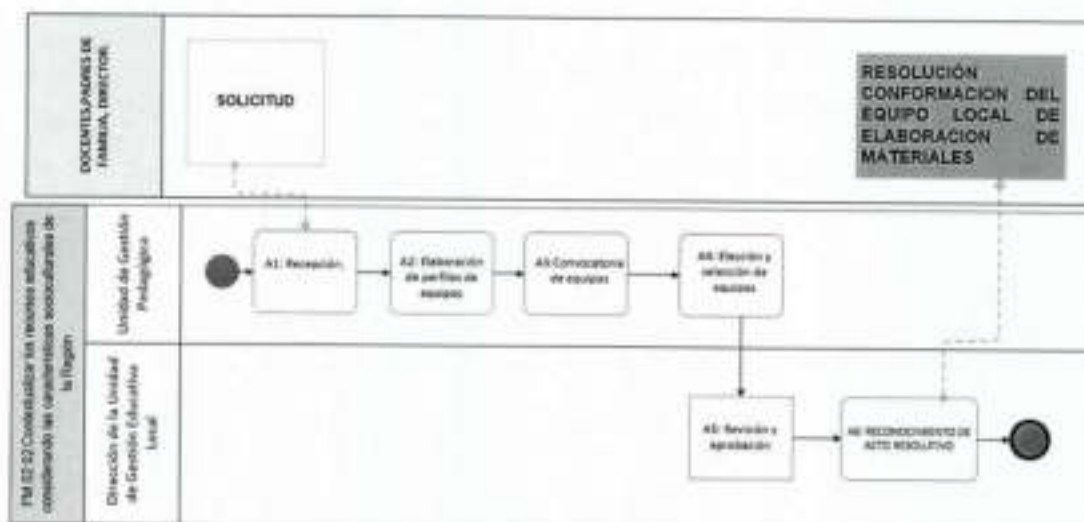 DOCENTES,PADRES DE
FAMILIA, DIRECTOR,
SOLICITUD
RESOLUCIÓN
CONFORMACION DEL
EQUIPO LOCAL DE
ELABORACION DE
MATERIALES
PM 02 02 Contextualizar los recursos educativos
considerando las características socioculturales de
la Región
Unidad de Gestión
Pedagógica
A1: Recepción.
A2: Elaboración
de perfiles de
equipos
A3 Convocatoria
de equipos
A4: Elección y
selección de
equipos
Dirección de la Unidad
de Gestión Educativa
Local
A5: Revisión y
aprobación
A6 RECONOCIMIENTO DE
ACTO RESOLUTIVO